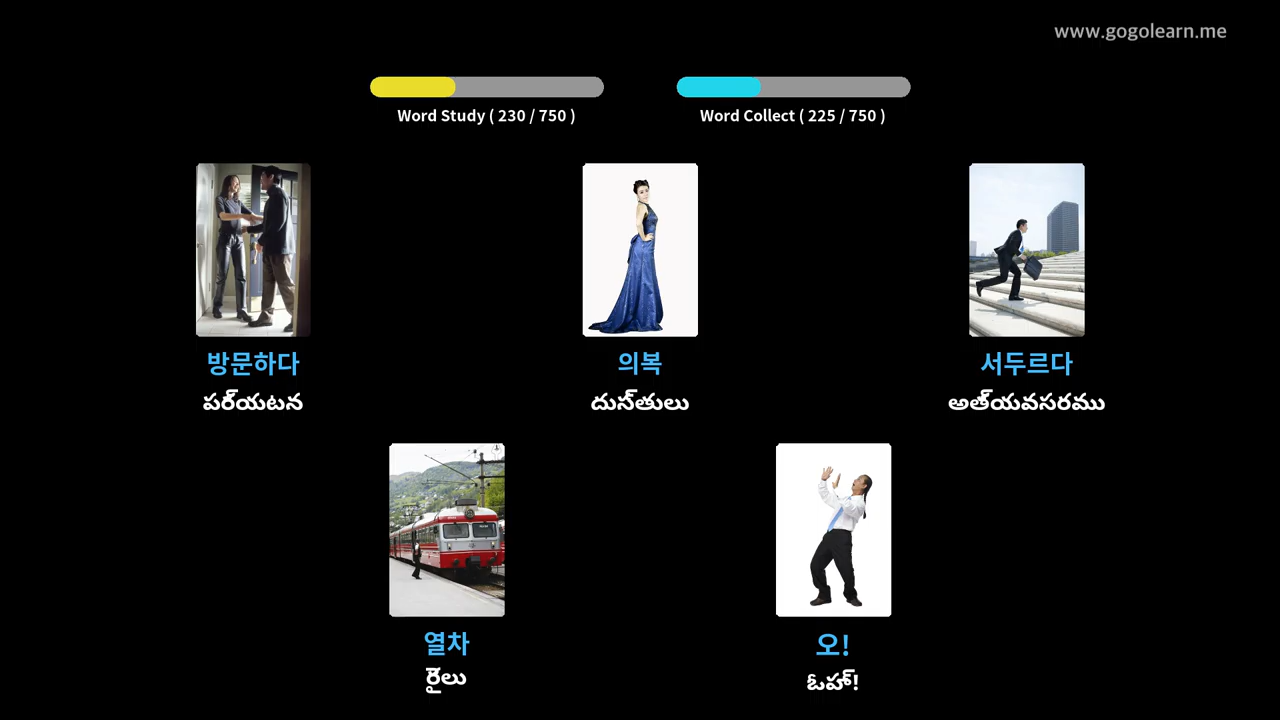 www.gogolearn.me
Word Study ( 230 / 750 )
Word Collect ( 225 / 750 )
방문하다
పర్యటన
의복
దుస్తులు
서두르다
అత్యవసరము
열차
రైలు
오!
ఓహ్!